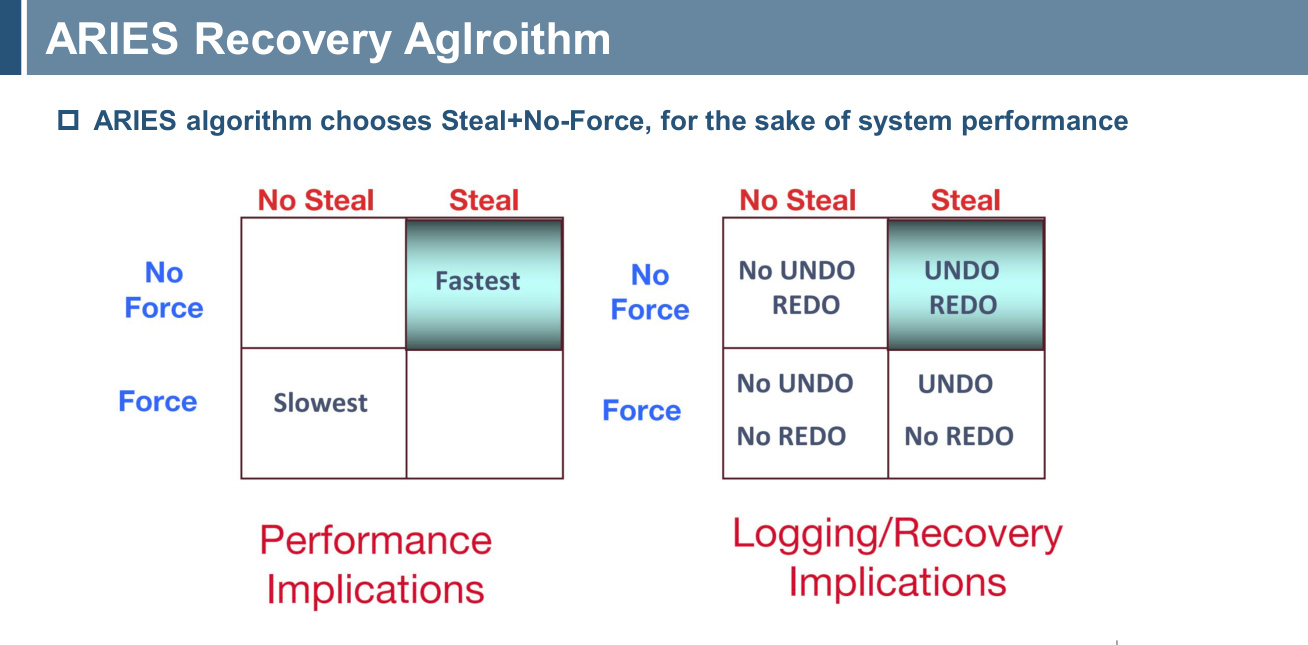 ARIES Recovery Aglroithm
ARIES algorithm chooses Steal+No-Force, for the sake of system performance
No Steal Steal
No
Force
Fastest
Force
Slowest
Performance
Implications
No Steal Steal
No
Force
No UNDO
REDO
UNDO
REDO
Force
No UNDO
No REDO
UNDO
No REDO
Logging/Recovery
Implications